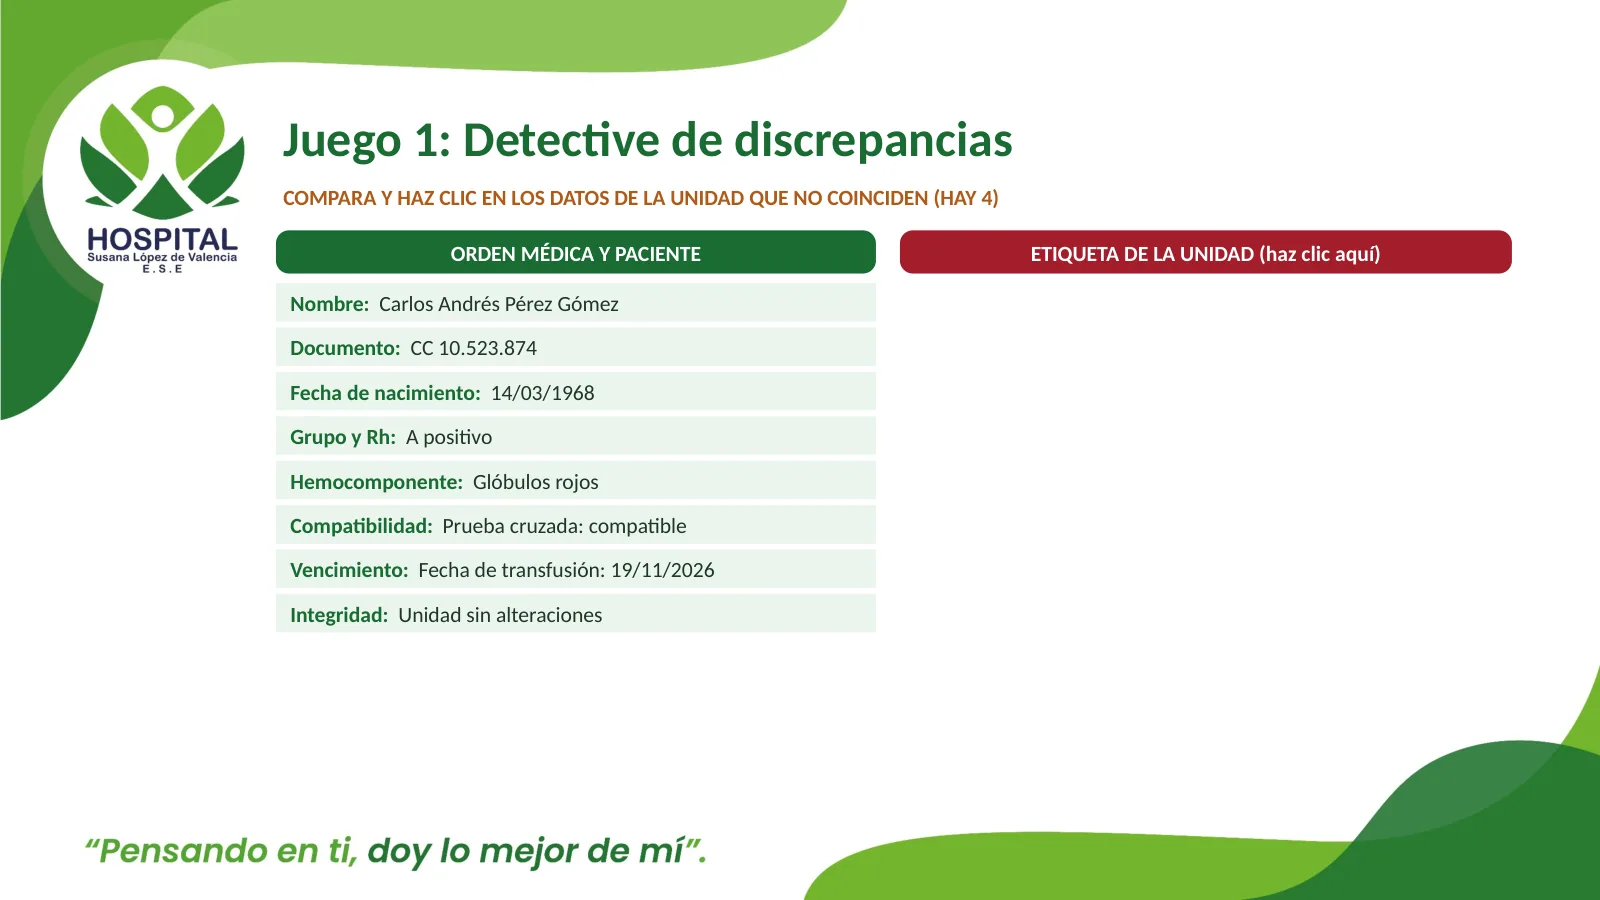 Juego 1: Detective de discrepancias
COMPARA Y HAZ CLIC EN LOS DATOS DE LA UNIDAD QUE NO COINCIDEN (HAY 4)
HOSPITAL
Susana López de Valencia
E.S.E
ORDEN MÉDICA Y PACIENTE
Nombre: Carlos Andrés Pérez Gómez
Documento: CC 10.523.874
Fecha de nacimiento: 14/03/1968
Grupo y Rh: A positivo
Hemocomponente: Glóbulos rojos
Compatibilidad: Prueba cruzada: compatible
Vencimiento: Fecha de transfusión: 19/11/2026
Integridad: Unidad sin alteraciones
ETIQUETA DE LA UNIDAD (haz clic aquí)
“Pensando en ti, doy lo mejor de mí”.